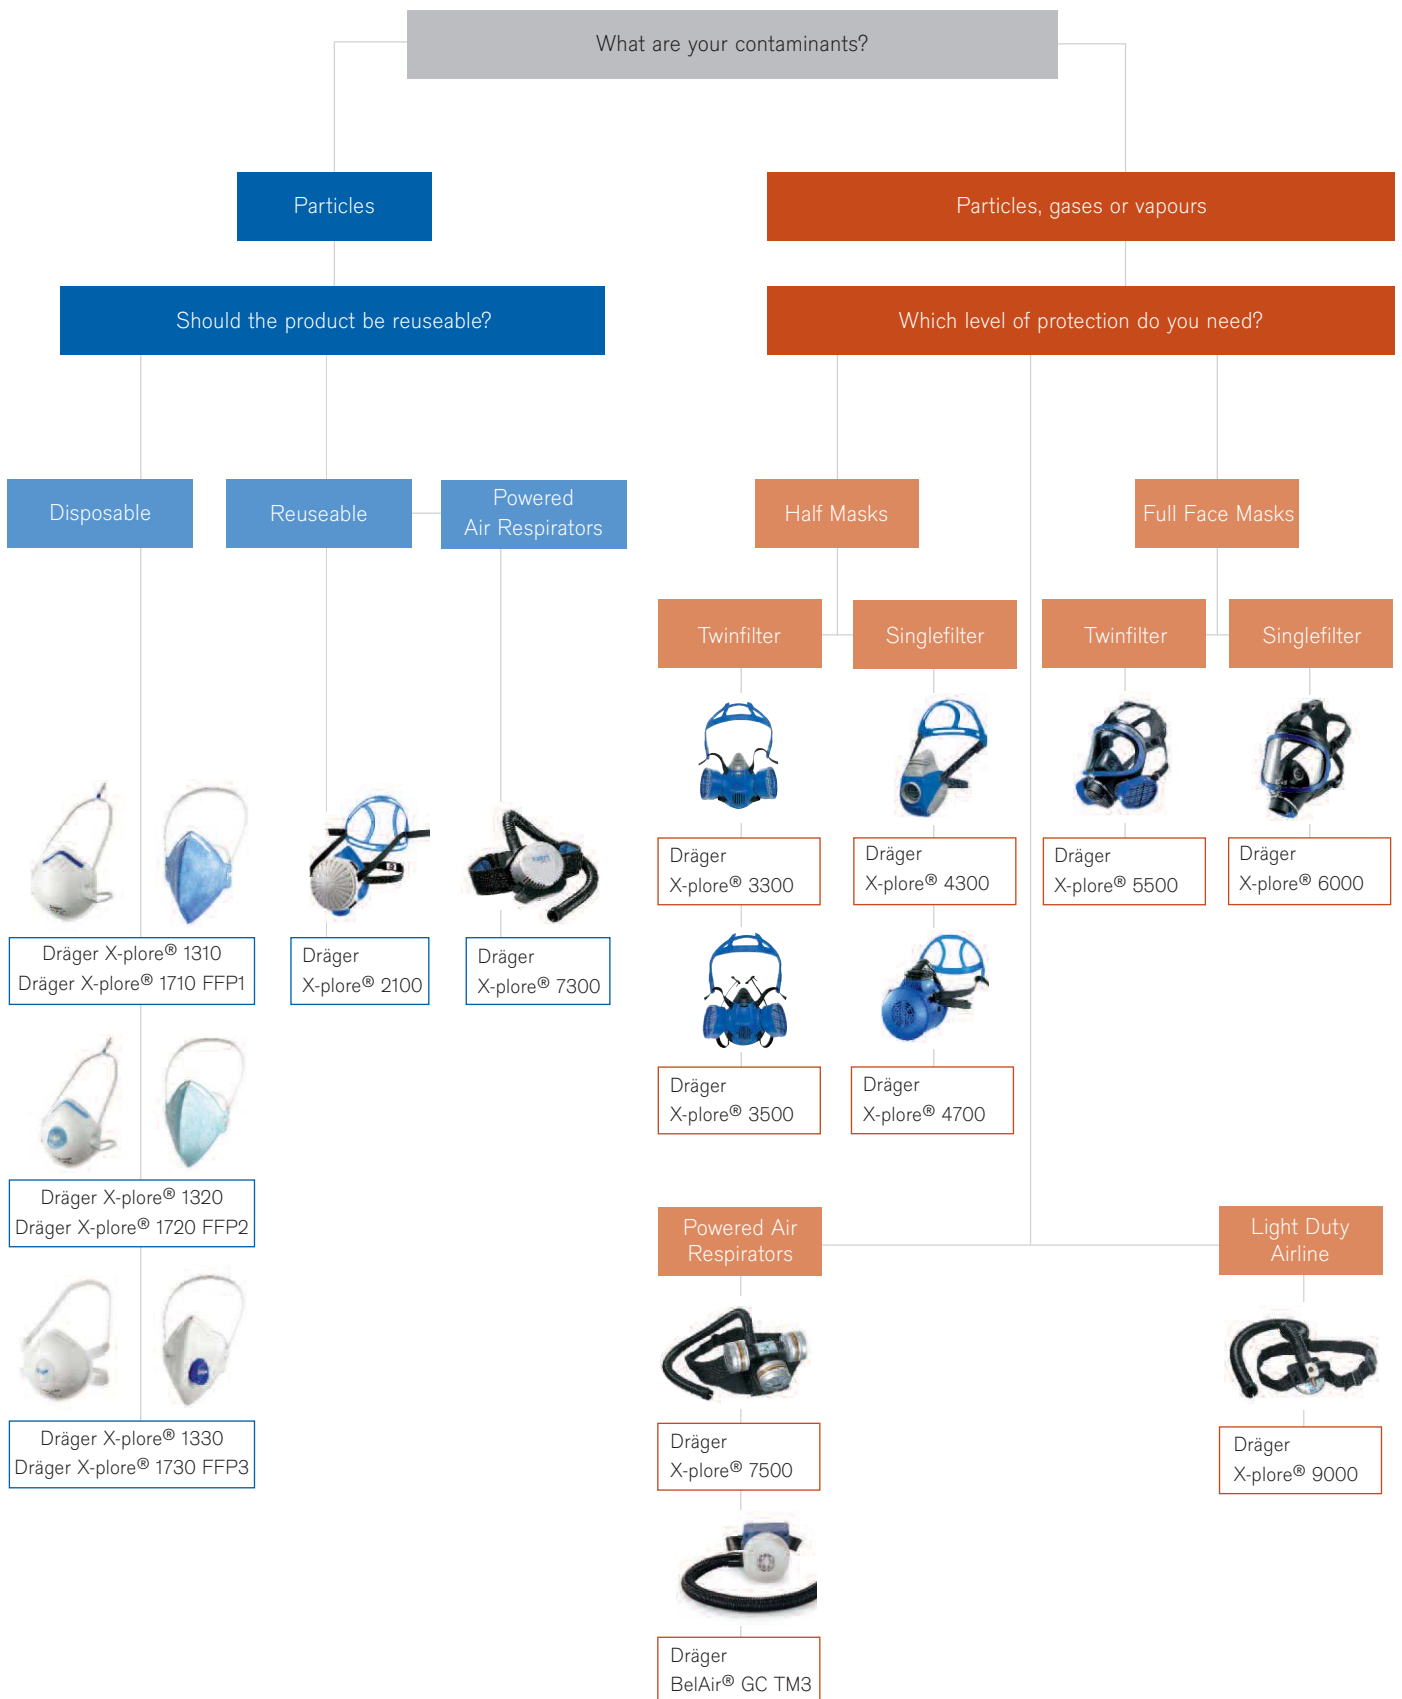 What are your contaminants?
Particles
Particles, gases or vapours
Should the product be reuseable?
Which level of protection do you need?
Disposable
Reuseable
Powered
Air Respirators
Half Masks
Full Face Masks
Twinfilter
Singlefilter
Twinfilter
Singlefilter
Dräger
X-plore® 3300
Dräger
X-plore® 4300
Dräger
X-plore® 5500
Dräger
X-plore® 6000
Dräger X-plore® 1310
Dräger X-plore® 1710 FFP1
Dräger
X-plore® 2100
Dräger
X-plore® 7300
Dräger
X-plore® 3500
Dräger
X-plore® 4700
Dräger X-plore® 1320
Dräger X-plore® 1720 FFP2
Powered Air
Respirators
Light Duty
Airline
Dräger X-plore® 1330
Dräger X-plore® 1730 FFP3
Dräger
X-plore® 7500
Dräger
X-plore® 9000
Dräger
BelAir® GC TM3